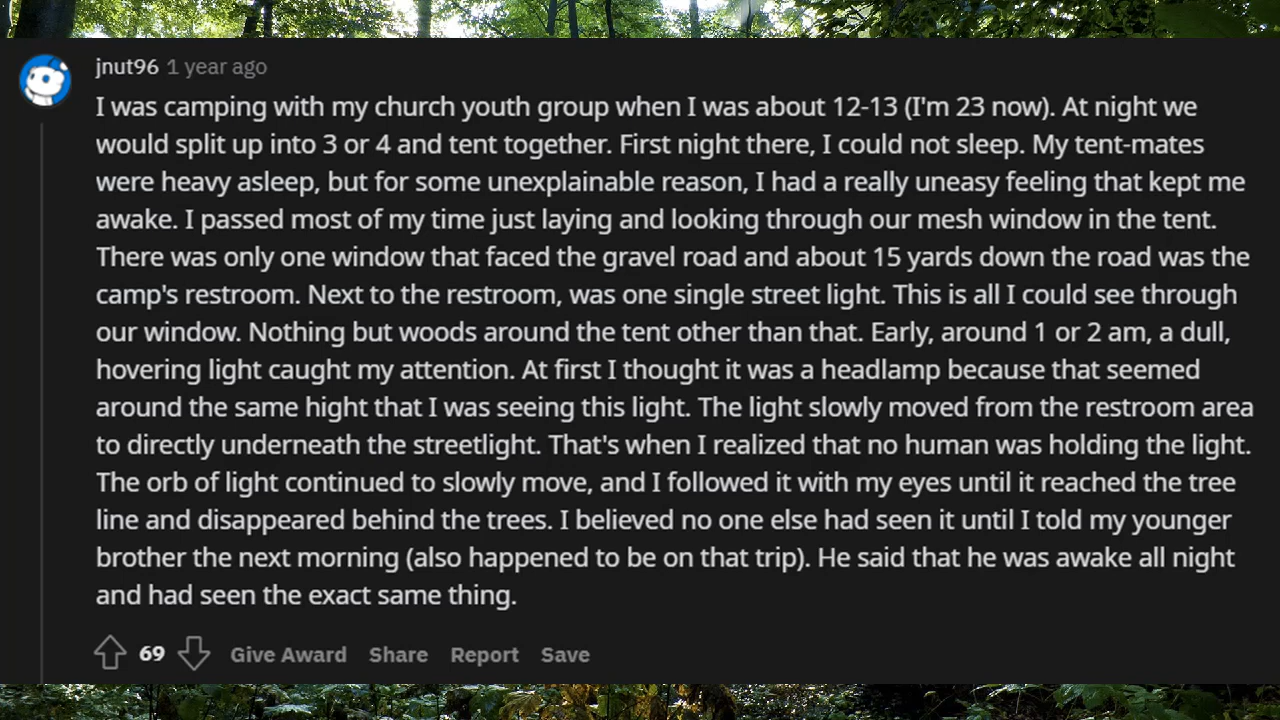 jnut96 1 year ago
I was camping with my church youth group when I was about 12-13 (I'm 23 now). At night we
would split up into 3 or 4 and tent together. First night there, I could not sleep. My tent-mates
were heavy asleep, but for some unexplainable reason, I had a really uneasy feeling that kept me
awake. I passed most of my time just laying and looking through our mesh window in the tent.
There was only one window that faced the gravel road and about 15 yards down the road was the
camp's restroom. Next to the restroom, was one single street light. This is all I could see through
our window. Nothing but woods around the tent other than that. Early, around 1 or 2 am, a dull,
hovering light caught my attention. At first I thought it was a headlamp because that seemed
around the same hight that I was seeing this light. The light slowly moved from the restroom area
to directly underneath the streetlight. That's when I realized that no human was holding the light.
The orb of light continued to slowly move, and I followed it with my eyes until it reached the tree
line and disappeared behind the trees. I believed no one else had seen it until I told my younger
brother the next morning (also happened to be on that trip). He said that he was awake all night
and had seen the exact same thing.
69 Give Award Share Report Save